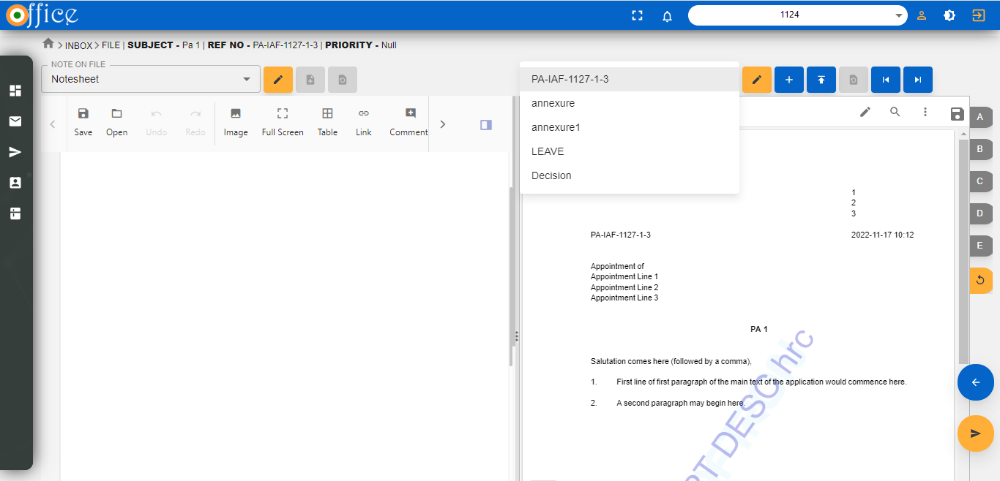 Office
1124
INBOX FILE | SUBJECT - Pa 1 | REF NO - PA-IAF-1127-1-3 | PRIORITY - Null
NOTE ON FILE
Notesheet
Save
Open
Undo
Redo
Image
Full Screen
Table
Link
Comment
PA-IAF-1127-1-3
annexure
annexure1
LEAVE
Decision
A
B
C
D
E
1
2
3
PA-IAF-1127-1-3 2022-11-17 10:12
Appointment of
Appointment Line 1
Appointment Line 2
Appointment Line 3
PA 1
Salutation comes here (followed by a comma),
1. First line of first paragraph of the main text of the application would commence here.
2. A second paragraph may begin here.
DESC hrc